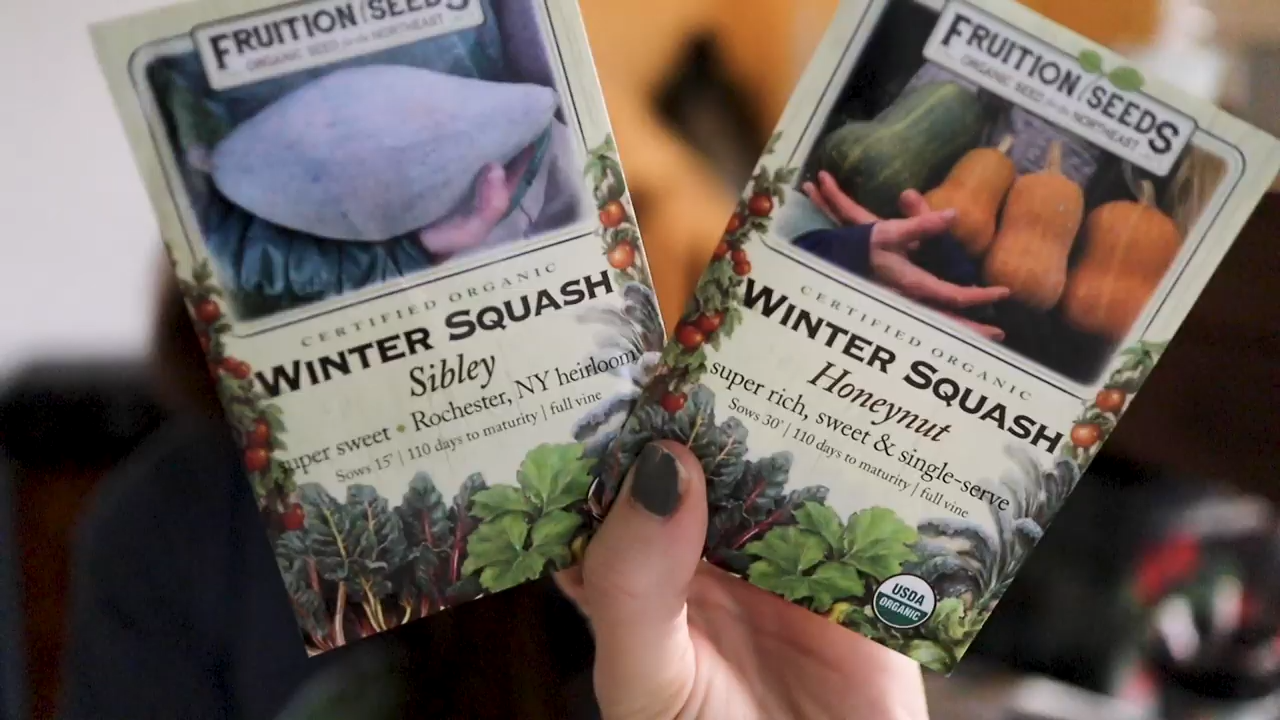 FRUITION SEEDS
ORGANIC SEED for the NORTHEAST
CERTIFIED ORGANIC
WINTER SQUASH
Sibley
super sweet • Rochester, NY heirloom
Sows 15' | 110 days to maturity | full vine
FRUITION SEEDS
ORGANIC SEED for the NORTHEAST
CERTIFIED ORGANIC
WINTER SQUASH
Honeynut
super rich, sweet & single-serve
Sows 30' | 110 days to maturity | full vine
USDA
ORGANIC